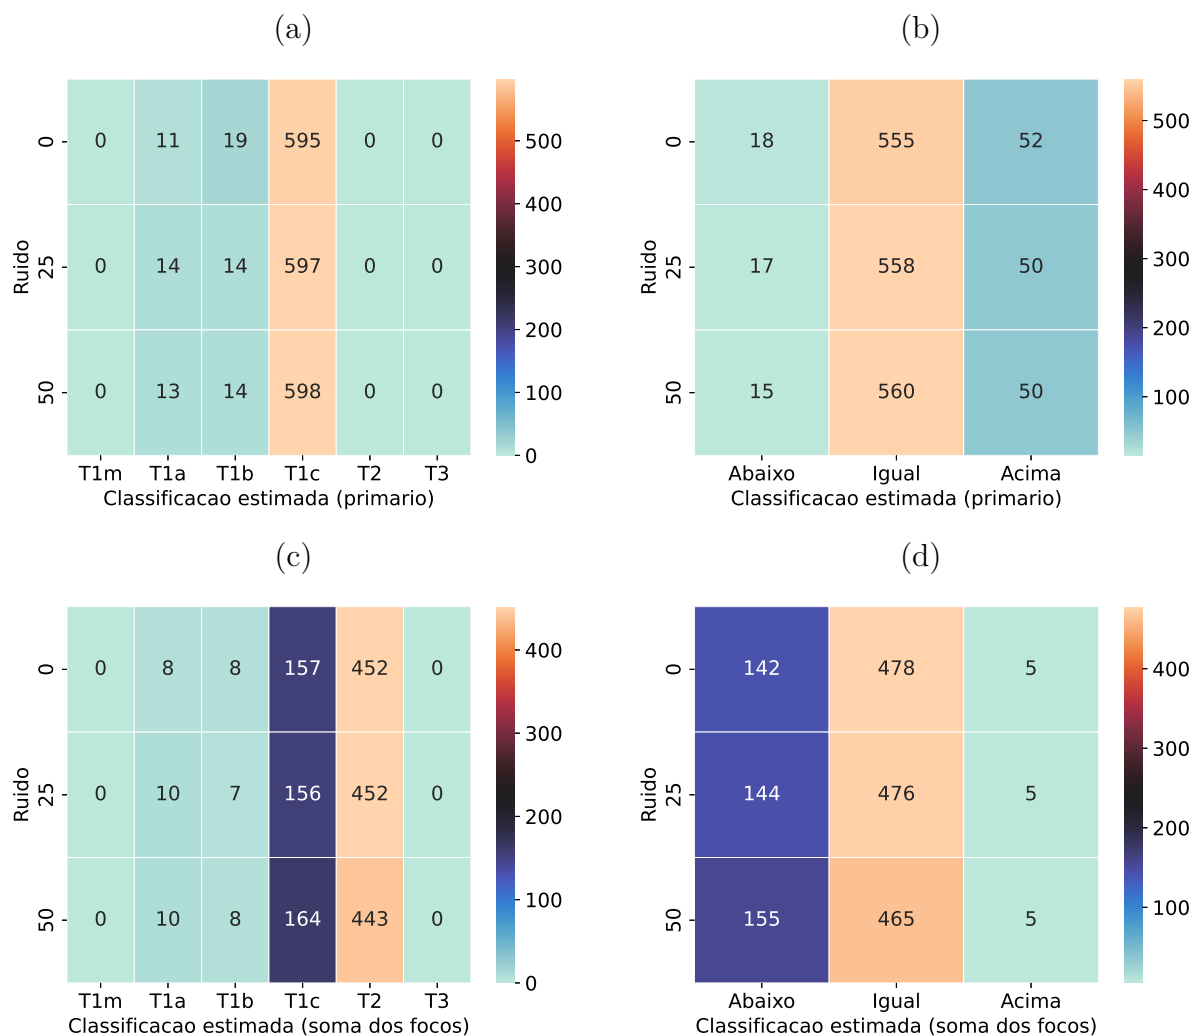 (a)
0 0 11 19 595 0 0
25 0 14 14 597 0 0
50 0 13 14 598 0 0
Ruido
T1m T1a T1b T1c T2 T3
Classificacao estimada (primario)
500
400
300
200
100
0
(b)
0 18 555 52
25 17 558 50
50 15 560 50
Ruido
Abaixo Igual Acima
Classificacao estimada (primario)
500
400
300
200
100
(c)
0 0 8 8 157 452 0
25 0 10 7 156 452 0
50 0 10 8 164 443 0
Ruido
T1m T1a T1b T1c T2 T3
Classificacao estimada (soma dos focos)
400
300
200
100
0
(d)
0 142 478 5
25 144 476 5
50 155 465 5
Ruido
Abaixo Igual Acima
Classificacao estimada (soma dos focos)
400
300
200
100